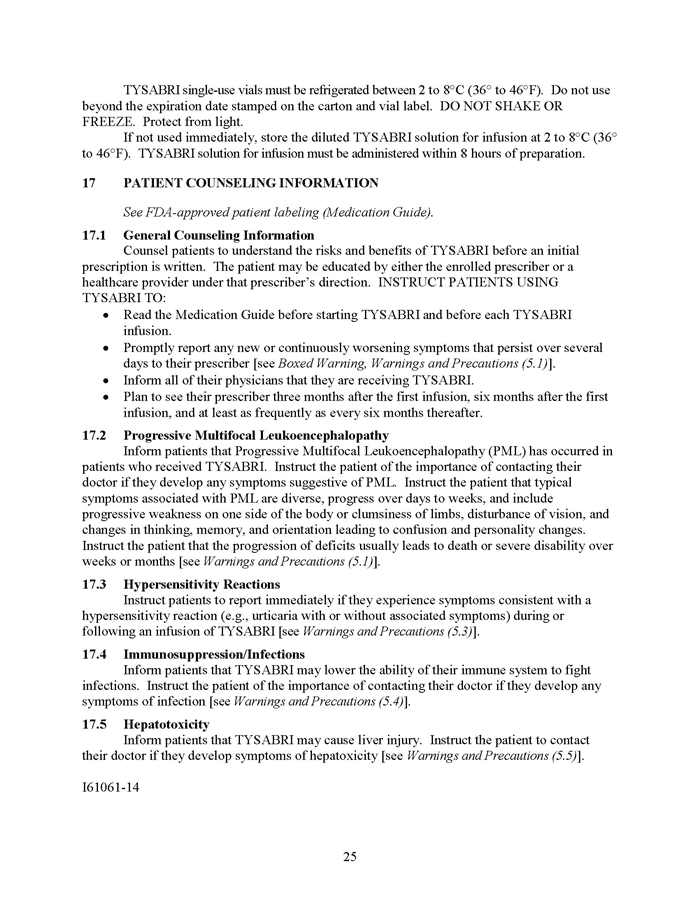 TYSABRI single-use vials must be refrigerated between 2 to 8°C (36° to 46°F).  Do not use
beyond the expiration date stamped on the carton and vial label.  DO NOT SHAKE OR
FREEZE.  Protect from light.
If not used immediately, store the diluted TYSABRI solution for infusion at 2 to 8°C (36°
to 46°F).  TYSABRI solution for infusion must be administered within 8 hours of preparation.
17 PATIENT COUNSELING INFORMATION
See FDA-approved patient labeling (Medication Guide).
17.1 General Counseling Information
Counsel patients to understand the risks and benefits of TYSABRI before an initial
prescription is written.  The patient may be educated by either the enrolled prescriber or a
healthcare provider under that prescriber's direction.  INSTRUCT PATIENTS USING
TYSABRI TO:
• Read the Medication Guide before starting TYSABRI and before each TYSABRI
infusion.
• Promptly report any new or continuously worsening symptoms that persist over several
days to their prescriber [see Boxed Warning, Warnings and Precautions (5.1)].
• Inform all of their physicians that they are receiving TYSABRI.
• Plan to see their prescriber three months after the first infusion, six months after the first
infusion, and at least as frequently as every six months thereafter.
17.2 Progressive Multifocal Leukoencephalopathy
Inform patients that Progressive Multifocal Leukoencephalopathy (PML) has occurred in
patients who received TYSABRI.  Instruct the patient of the importance of contacting their
doctor if they develop any symptoms suggestive of PML.  Instruct the patient that typical
symptoms associated with PML are diverse, progress over days to weeks, and include
progressive weakness on one side of the body or clumsiness of limbs, disturbance of vision, and
changes in thinking, memory, and orientation leading to confusion and personality changes.
Instruct the patient that the progression of deficits usually leads to death or severe disability over
weeks or months [see Warnings and Precautions (5.1)].
17.3 Hypersensitivity Reactions
Instruct patients to report immediately if they experience symptoms consistent with a
hypersensitivity reaction (e.g., urticaria with or without associated symptoms) during or
following an infusion of TYSABRI [see Warnings and Precautions (5.3)].
17.4 Immunosuppression/Infections
Inform patients that TYSABRI may lower the ability of their immune system to fight
infections.  Instruct the patient of the importance of contacting their doctor if they develop any
symptoms of infection [see Warnings and Precautions (5.4)].
17.5 Hepatotoxicity
Inform patients that TYSABRI may cause liver injury.  Instruct the patient to contact
their doctor if they develop symptoms of hepatoxicity [see Warnings and Precautions (5.5)].
I61061-14
25